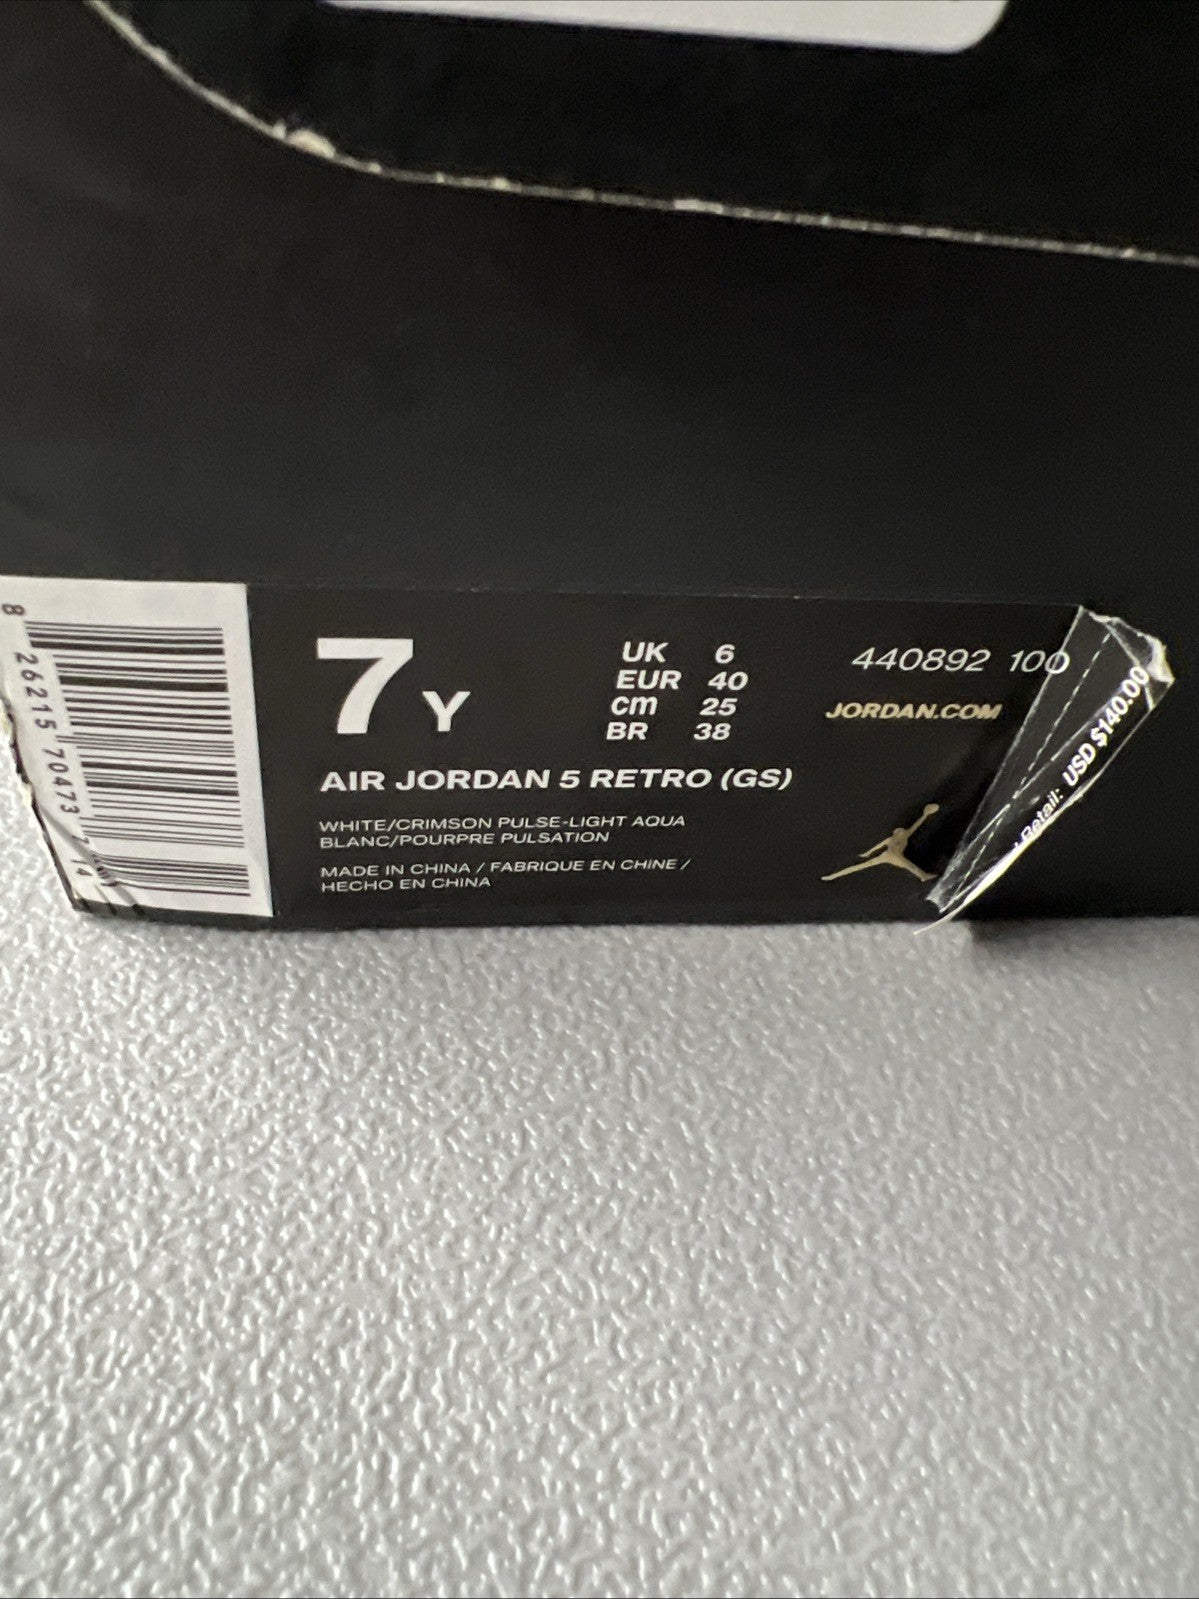 7Y
UK 6
EUR 40
cm 25
BR 38
440892 100
JORDAN.COM
AIR JORDAN 5 RETRO (GS)
WHITE/CRIMSON PULSE-LIGHT AQUA
BLANC/POURPRE PULSATION
MADE IN CHINA / FABRIQUE EN CHINE /
HECHO EN CHINA
Retail: USD $140.00
8 26215 70473